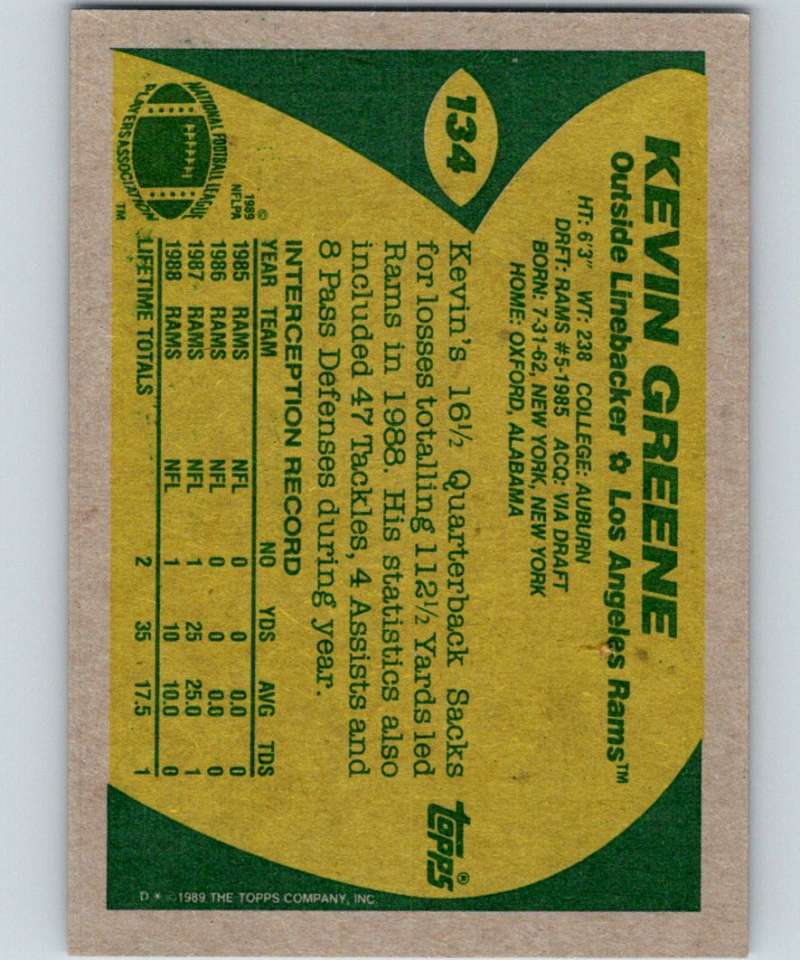 134
KEVIN GREENE
Outside Linebacker ✿ Los Angeles Rams™
HT: 6'3" WT: 238 COLLEGE: AUBURN
DRFT: RAMS #5-1985 ACQ: VIA DRAFT
BORN: 7-31-62, NEW YORK, NEW YORK
HOME: OXFORD, ALABAMA
Kevin's 16½ Quarterback Sacks
for losses totalling 112½ Yards led
Rams in 1988. His statistics also
included 47 Tackles, 4 Assists and
8 Pass Defenses during year.
INTERCEPTION RECORD
YEAR TEAM NO YDS AVG TDS
1985 RAMS NFL 0 0 0.0 0
1986 RAMS NFL 0 0 0.0 0
1987 RAMS NFL 1 25 25.0 1
1988 RAMS NFL 1 10 10.0 0
LIFETIME TOTALS 2 35 17.5 1
NATIONAL FOOTBALL LEAGUE
PLAYERS ASSOCIATION
TM
©
1989
NFLPA
topps®
D * ©1989 THE TOPPS COMPANY, INC.